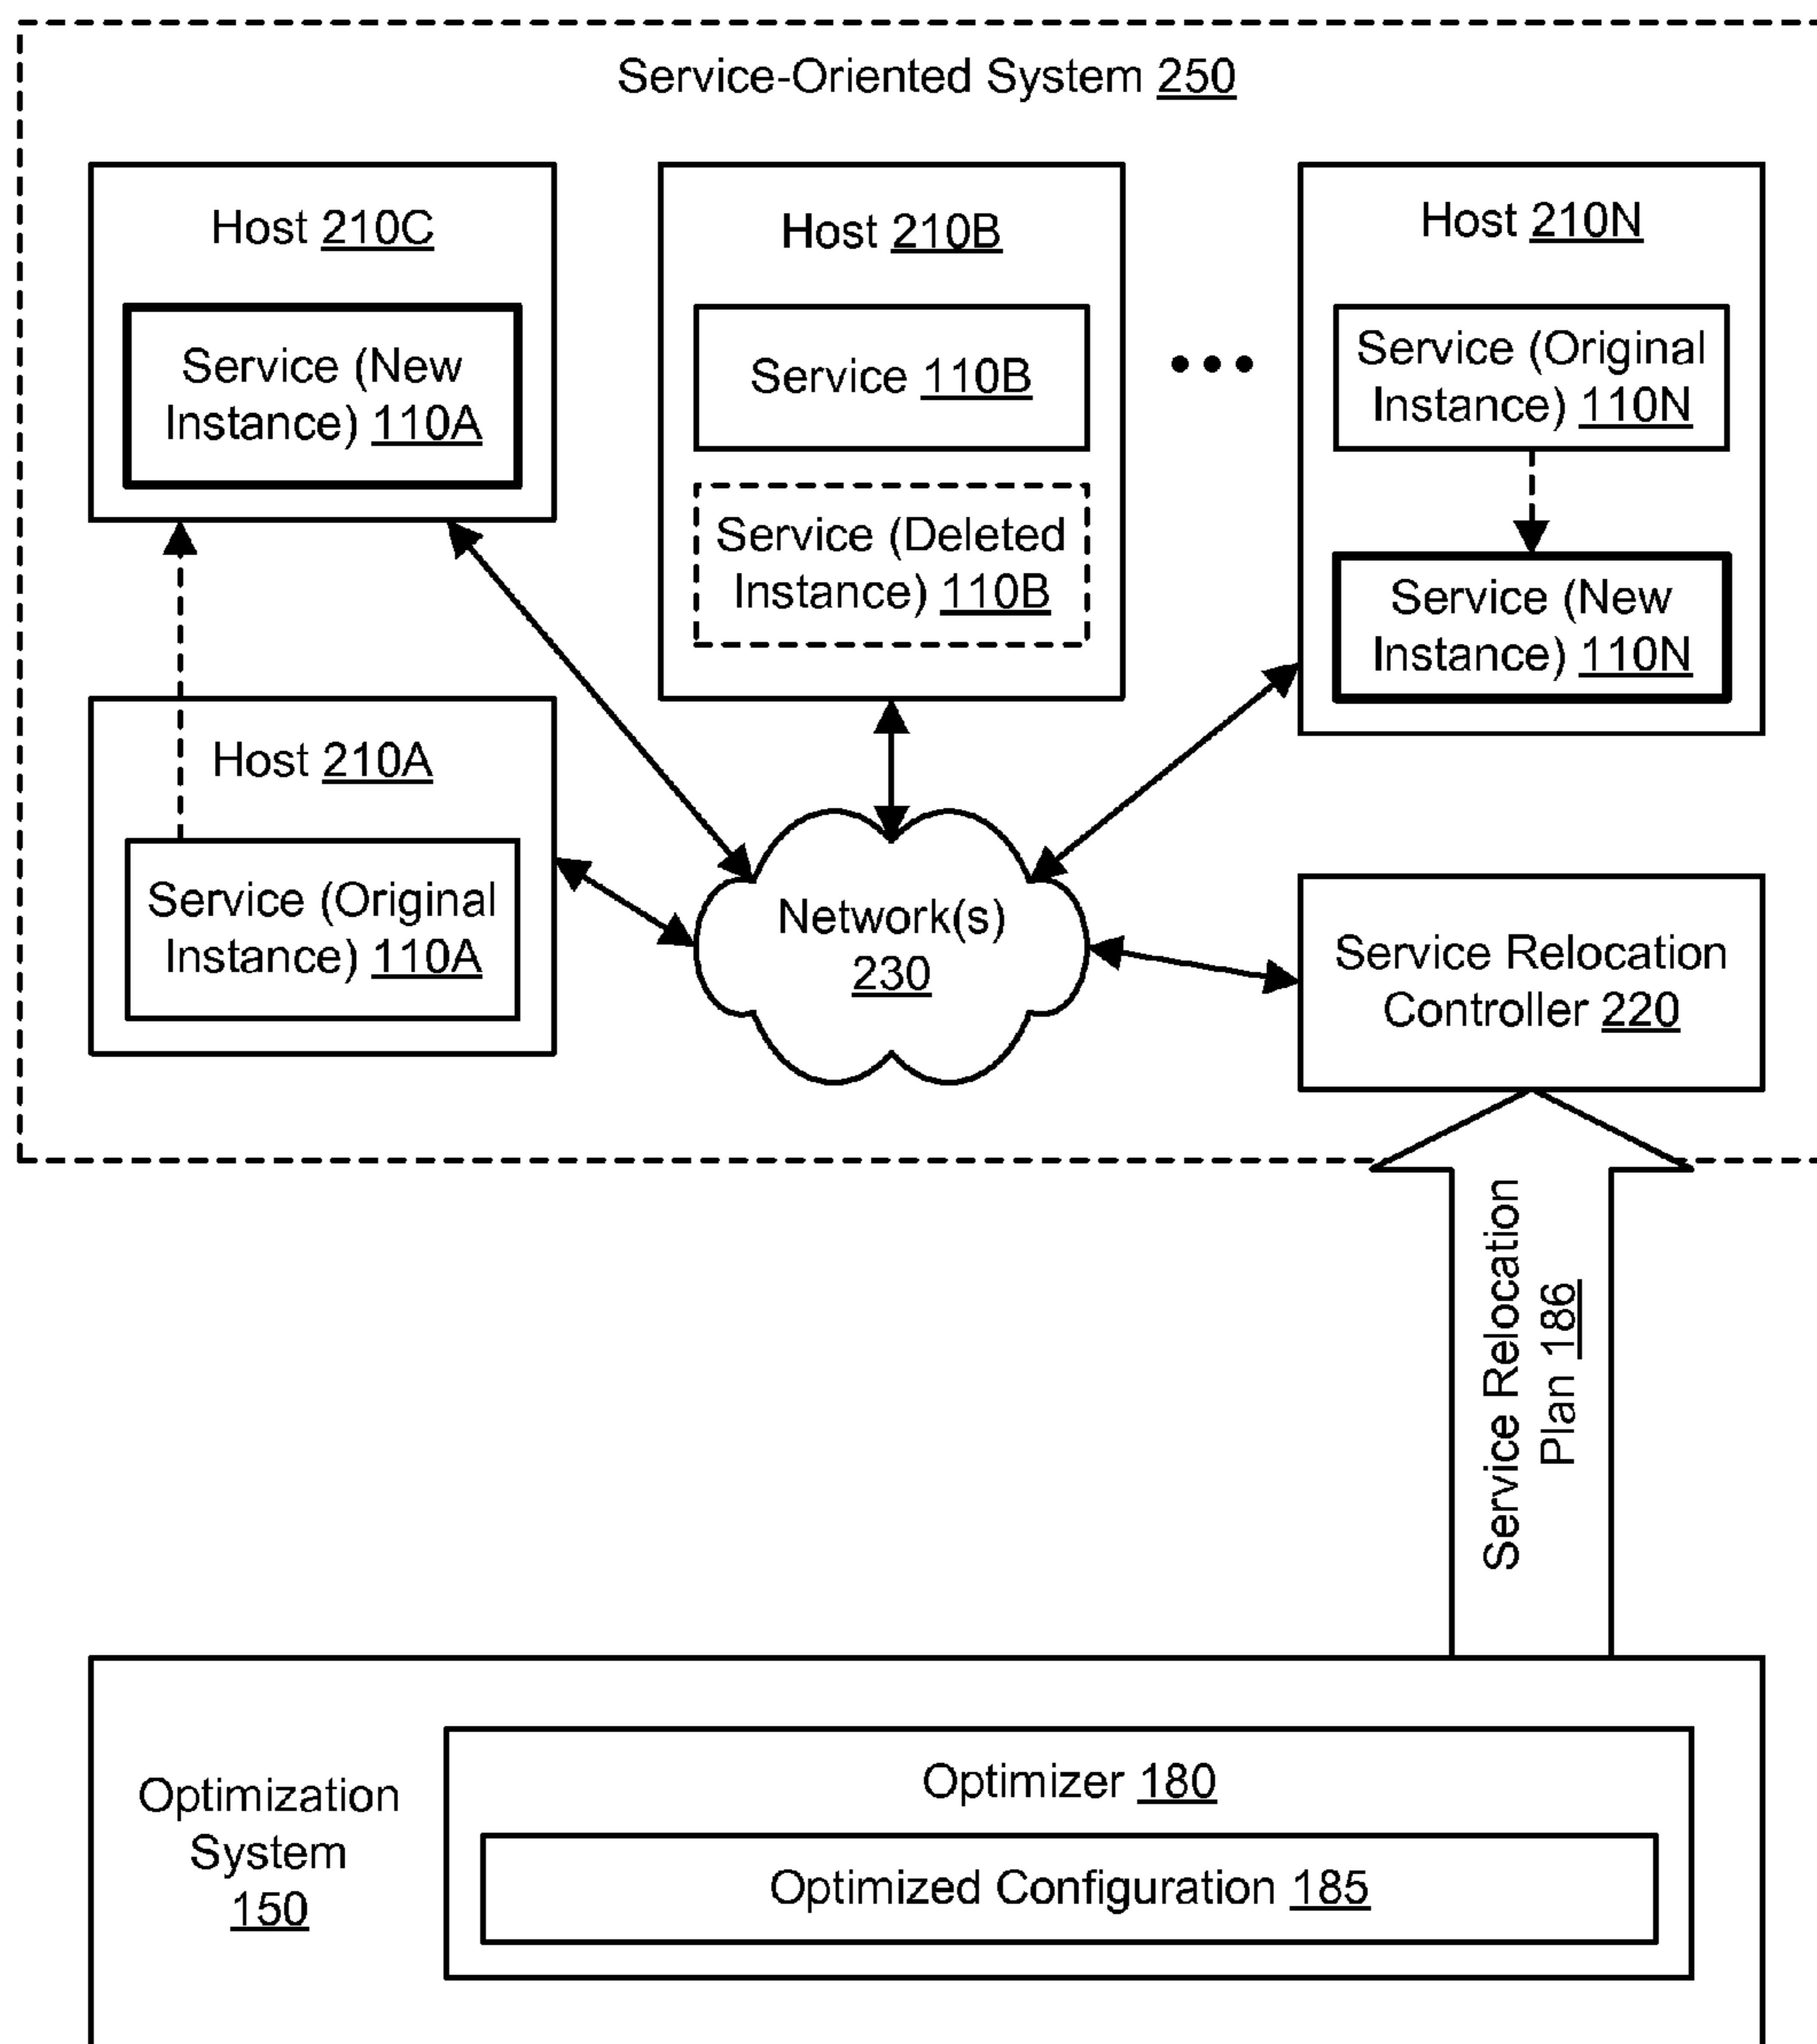 Service-Oriented System 250
Host 210C
Service (New
Instance) 110A
Host 210B
Service 110B
Service (Deleted
Instance) 110B
Host 210N
Service (Original
Instance) 110N
Service (New
Instance) 110N
Host 210A
Service (Original
Instance) 110A
Network(s)
230
Service Relocation
Controller 220
Service Relocation
Plan 186
Optimization
System
150
Optimizer 180
Optimized Configuration 185